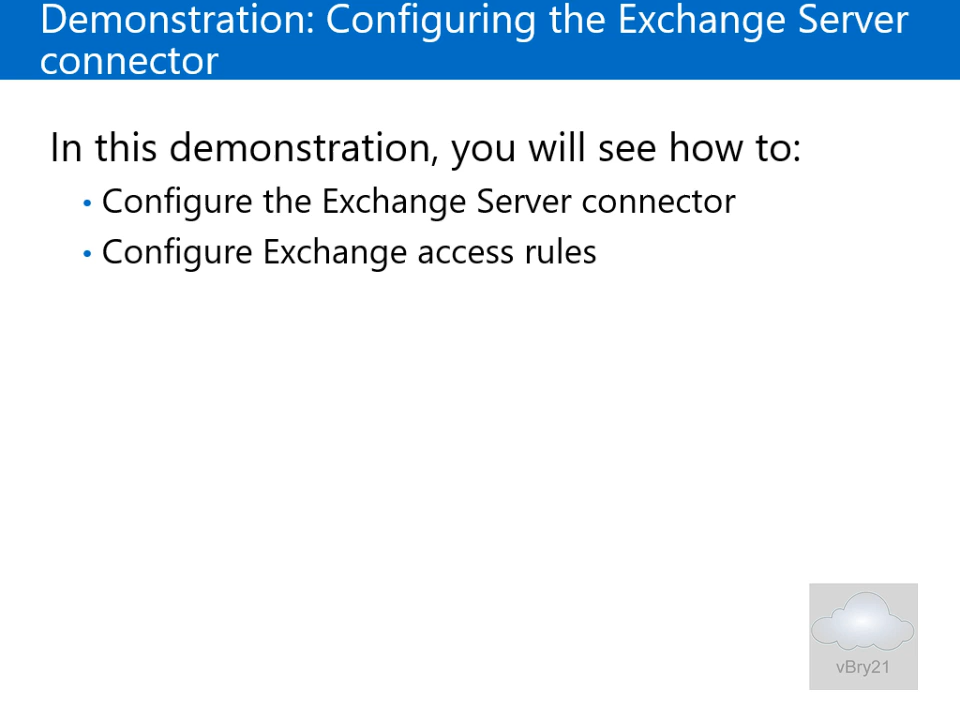 Demonstration: Configuring the Exchange Server
connector
In this demonstration, you will see how to:
• Configure the Exchange Server connector
• Configure Exchange access rules
vBry21